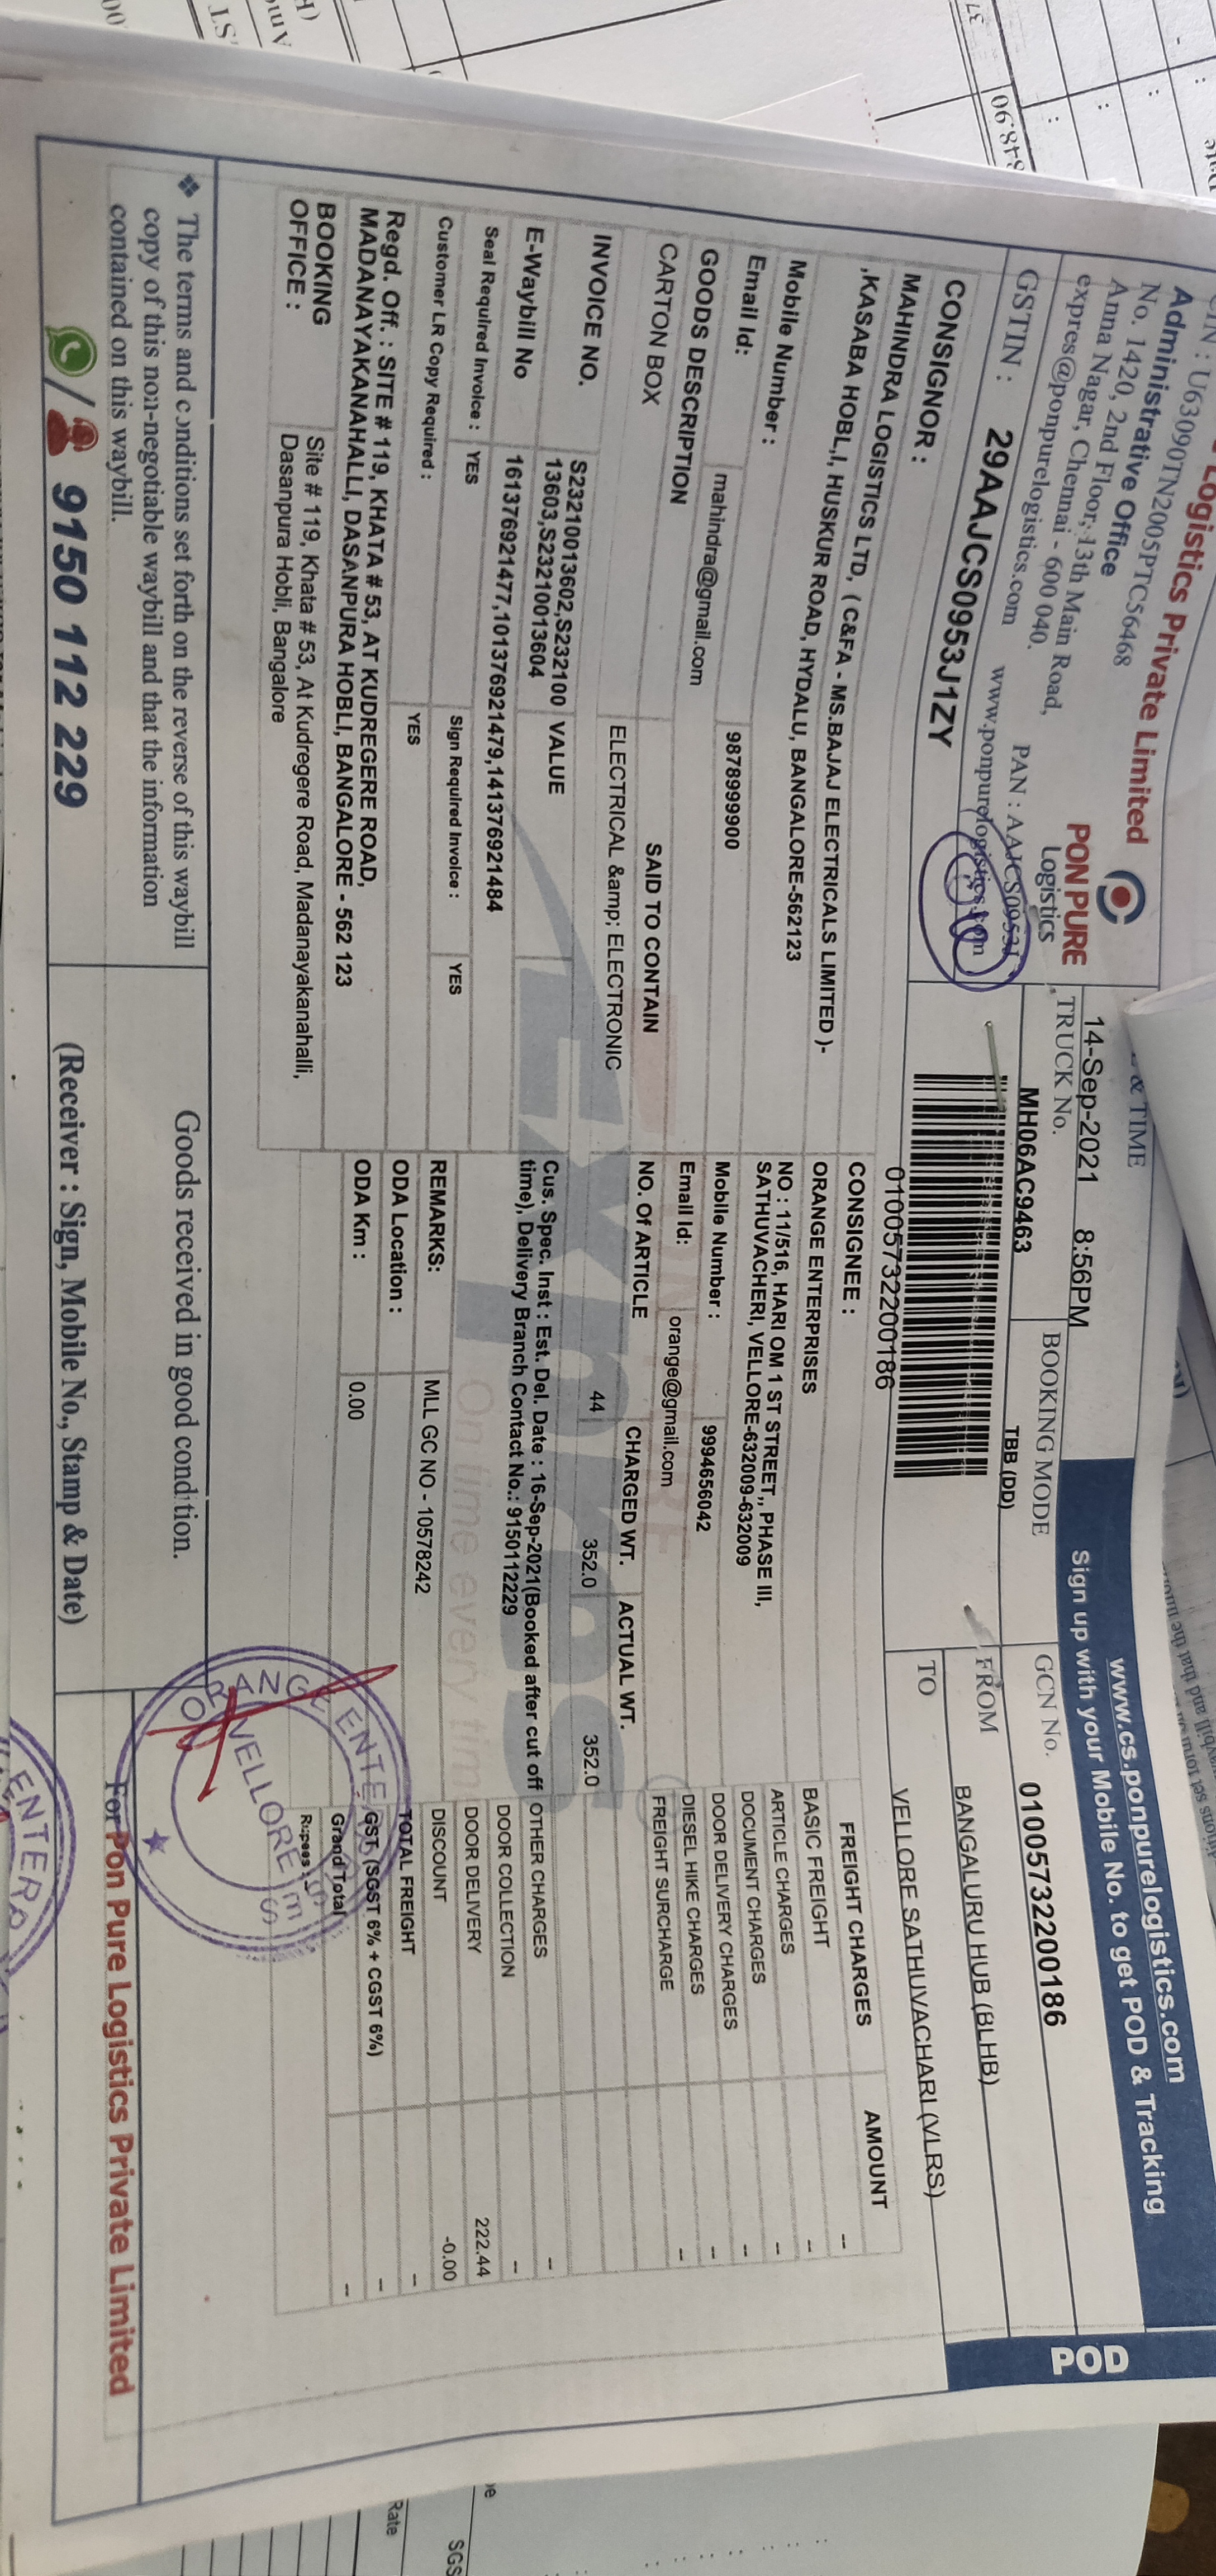 Logistics Private Limited
PON PURE
Logistics
IN : U63090TN2005PTC56468
Administrative Office
No. 1420, 2nd Floor, 13th Main Road,
Anna Nagar, Chennai - 600 040.
expres@ponpurelogistics.com
www.ponpurelogistics.com
PAN : AAJCS0953J
GSTIN : 29AAJCS0953J1ZY
& TIME
14-Sep-2021 8:56PM
TRUCK No.
MH06AC9463
BOOKING MODE
TBB (DD)
www.cs.ponpurelogistics.com
Sign up with your Mobile No. to get POD & Tracking
GCN No. 01005732200186
FROM BANGALURU HUB (BLHB)
TO VELLORE SATHUVACHARI (VLRS)
POD
01005732200186
CONSIGNOR :
MAHINDRA LOGISTICS LTD, ( C&FA - MS.BAJAJ ELECTRICALS LIMITED )-
,KASABA HOBLI,I, HUSKUR ROAD, HYDALU, BANGALORE-562123
Mobile Number : 9878999900
Email Id: mahindra@gmail.com
CONSIGNEE :
ORANGE ENTERPRISES
NO : 11/516, HARI OM 1 ST STREET,, PHASE III,
SATHUVACHERI, VELLORE-632009-632009
Mobile Number : 9994656042
Email Id: orange@gmail.com
GOODS DESCRIPTION SAID TO CONTAIN NO. Of ARTICLE CHARGED WT. ACTUAL WT.
CARTON BOX ELECTRICAL &amp; ELECTRONIC 44 352.0 352.0
INVOICE NO. S23210013602,S232100
13603,S23210013604
VALUE
E-Waybill No 161376921477,101376921479,141376921484
Seal Required Invoice : YES Sign Required Invoice : YES
Customer LR Copy Required : YES
Regd. Off. : SITE # 119, KHATA # 53, AT KUDREGERE ROAD,
MADANAYAKANAHALLI, DASANPURA HOBLI, BANGALORE - 562 123
BOOKING
OFFICE :
Site # 119, Khata # 53, At Kudregere Road, Madanayakanahalli,
Dasanpura Hobli, Bangalore
Cus. Spec. Inst : Est. Del. Date : 16-Sep-2021(Booked after cut off
time), Delivery Branch Contact No.: 9150112229
REMARKS: MLL GC NO - 10578242
ODA Location :
ODA Km : 0.00
Expres
On time every time
FREIGHT CHARGES AMOUNT
BASIC FREIGHT --
ARTICLE CHARGES --
DOCUMENT CHARGES --
DOOR DELIVERY CHARGES --
DIESEL HIKE CHARGES --
FREIGHT SURCHARGE --
OTHER CHARGES --
DOOR COLLECTION --
DOOR DELIVERY 222.44
DISCOUNT -0.00
TOTAL FREIGHT --
GST (SGST 6% + CGST 6%) --
Grand Total --
Rupees :
❖ The terms and conditions set forth on the reverse of this waybill
copy of this non-negotiable waybill and that the information
contained on this waybill.
/ 9150 112 229
Goods received in good condition.
(Receiver : Sign, Mobile No., Stamp & Date)
For Pon Pure Logistics Private Limited
VELLORE
ENTERP
Rate
SGS